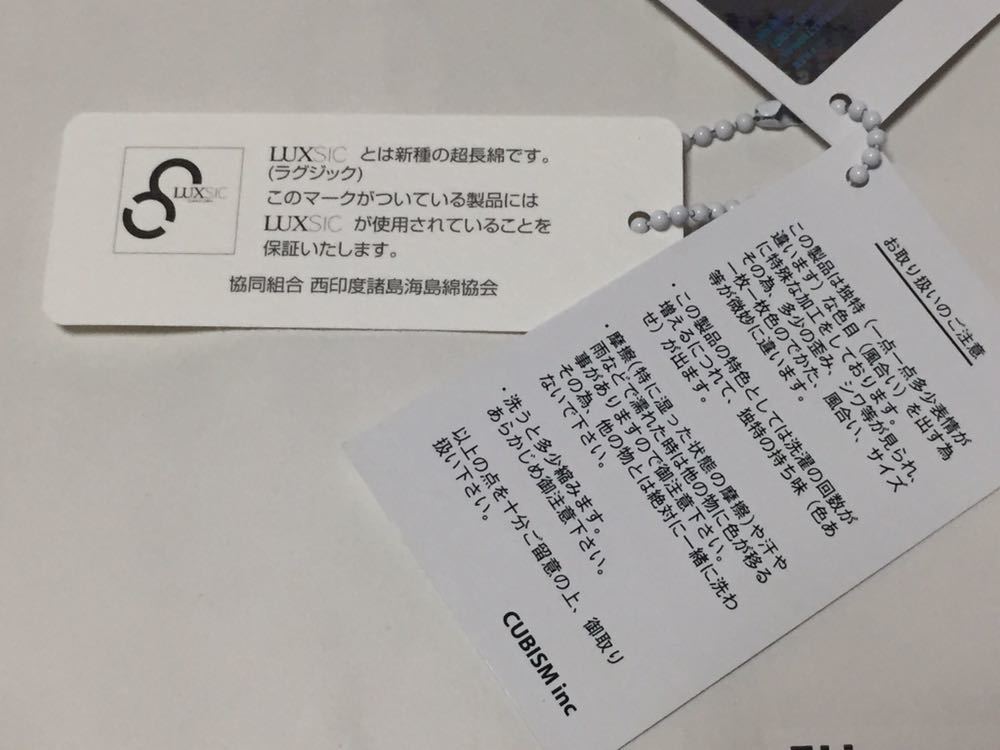 LUXSIC
LUXSIC とは新種の超長綿です。
(ラグジック)
このマークがついている製品には
LUXSIC が使用されていることを
保証いたします。
協同組合 西印度諸島海島綿協会
お取り扱いのご注意
この製品は独特(一点一点多少表情が
違います)な色目(風合い)を出す為
に特殊な加工をしております。
その為、多少の歪み、シワ等が見られ、
一枚一枚色のでかた、風合い、サイズ
等が微妙に違います。
・この製品の特色としては洗濯の回数が
増えるにつれて、独特の持ち味(色あ
せ)が出ます。
・摩擦(特に湿った状態の摩擦)や汗や
雨などで濡れた時は他の物に色が移る
事がありますので御注意下さい。
その為、他の物とは絶対に一緒に洗わ
ないで下さい。
・洗うと多少縮みます。
あらかじめ御注意下さい。
以上の点を十分ご留意の上、御取り
扱い下さい。
CUBISM inc